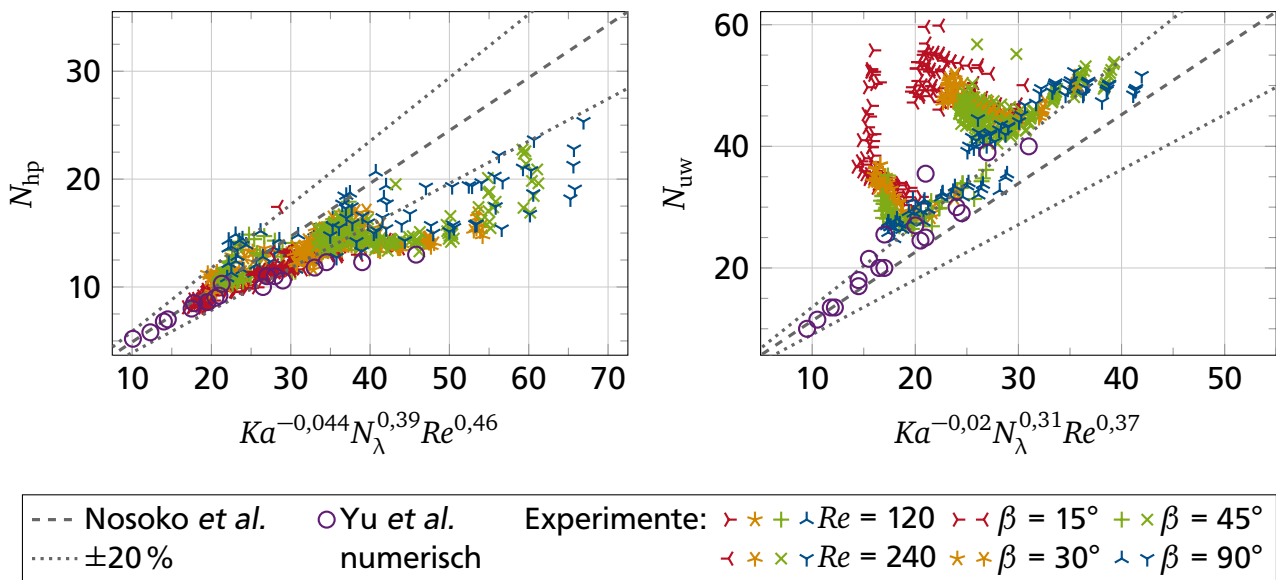 N_hp
30
20
10
10 20 30 40 50 60 70
Ka^−0,044 N_λ^0,39 Re^0,46
N_uw
60
40
20
10 20 30 40 50
Ka^−0,02 N_λ^0,31 Re^0,37
Nosoko et al. Yu et al. Experimente: Re = 120 β = 15° β = 45°
±20 % numerisch Re = 240 β = 30° β = 90°